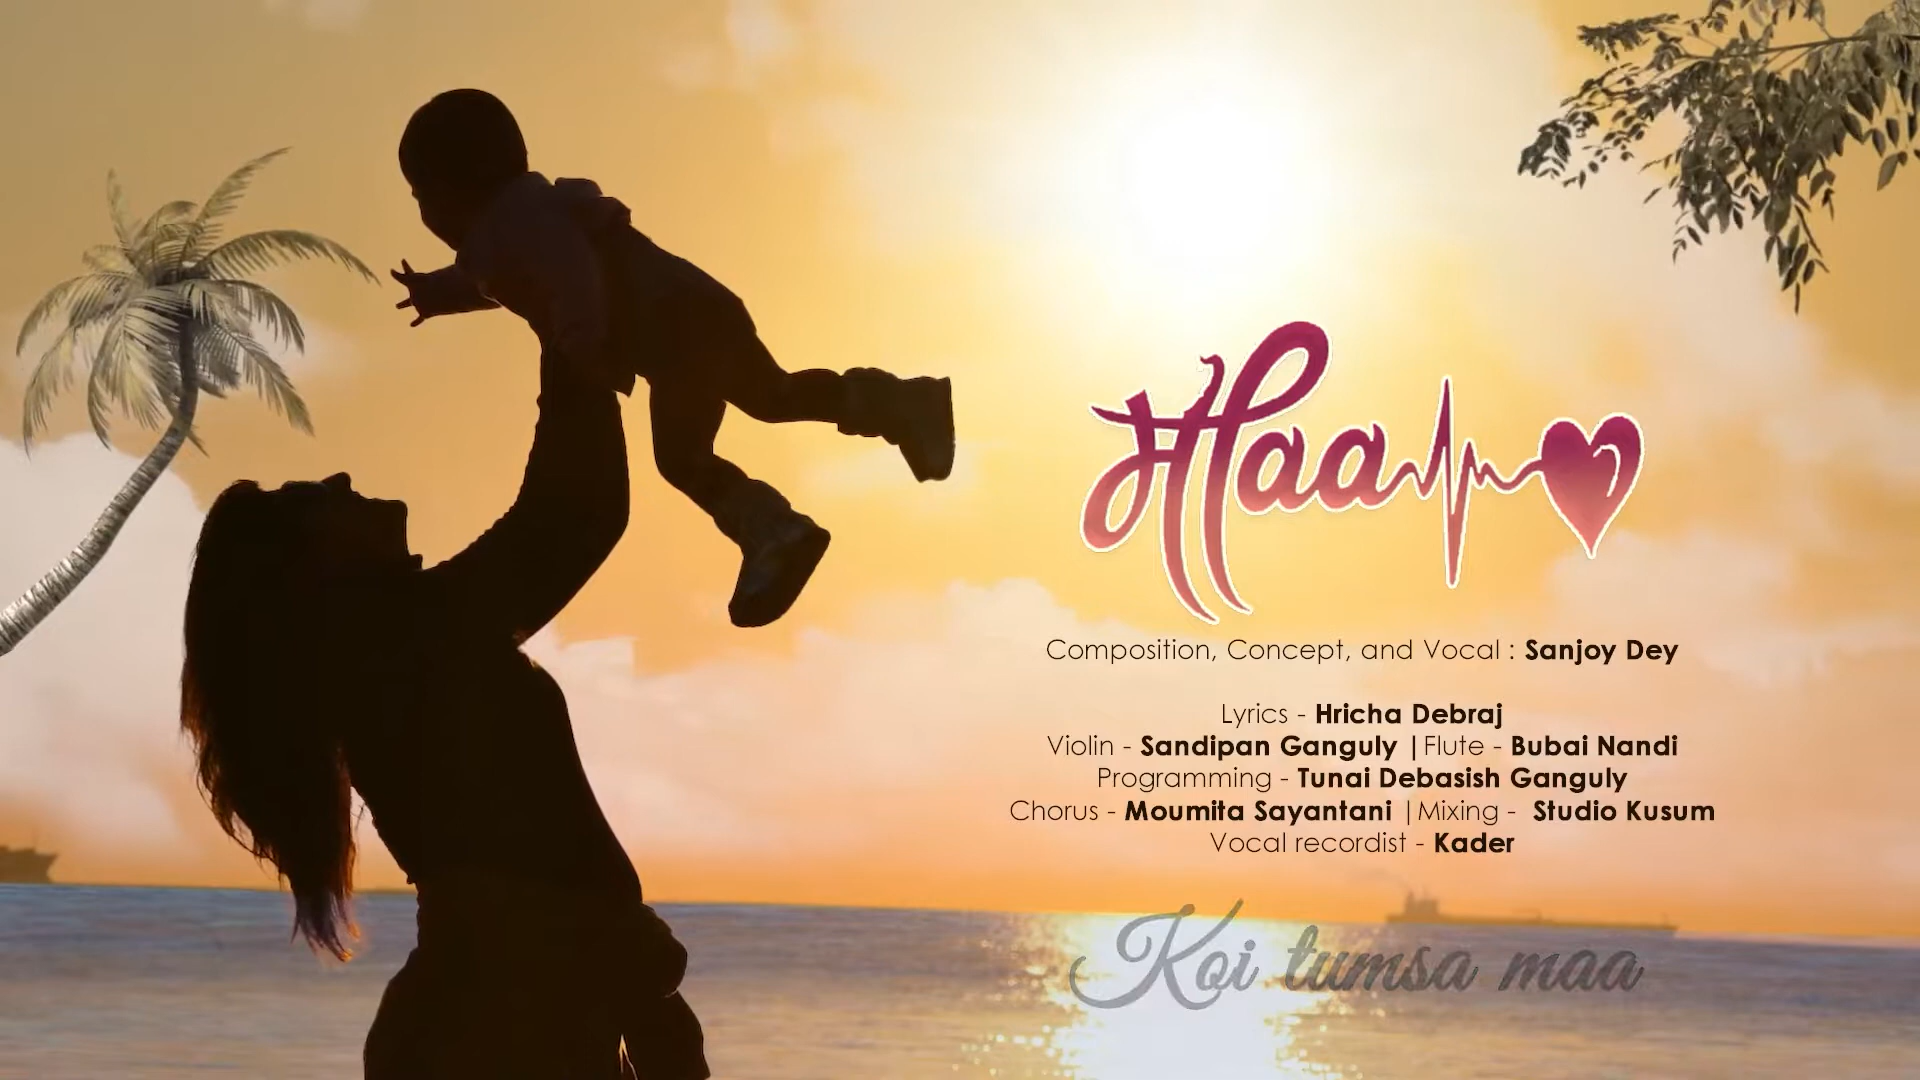 माँaa
Composition, Concept, and Vocal : Sanjoy Dey
Lyrics - Hricha Debraj
Violin - Sandipan Ganguly |Flute - Bubai Nandi
Programming - Tunai Debasish Ganguly
Chorus - Moumita Sayantani |Mixing - Studio Kusum
Vocal recordist - Kader
Koi tumsa maa